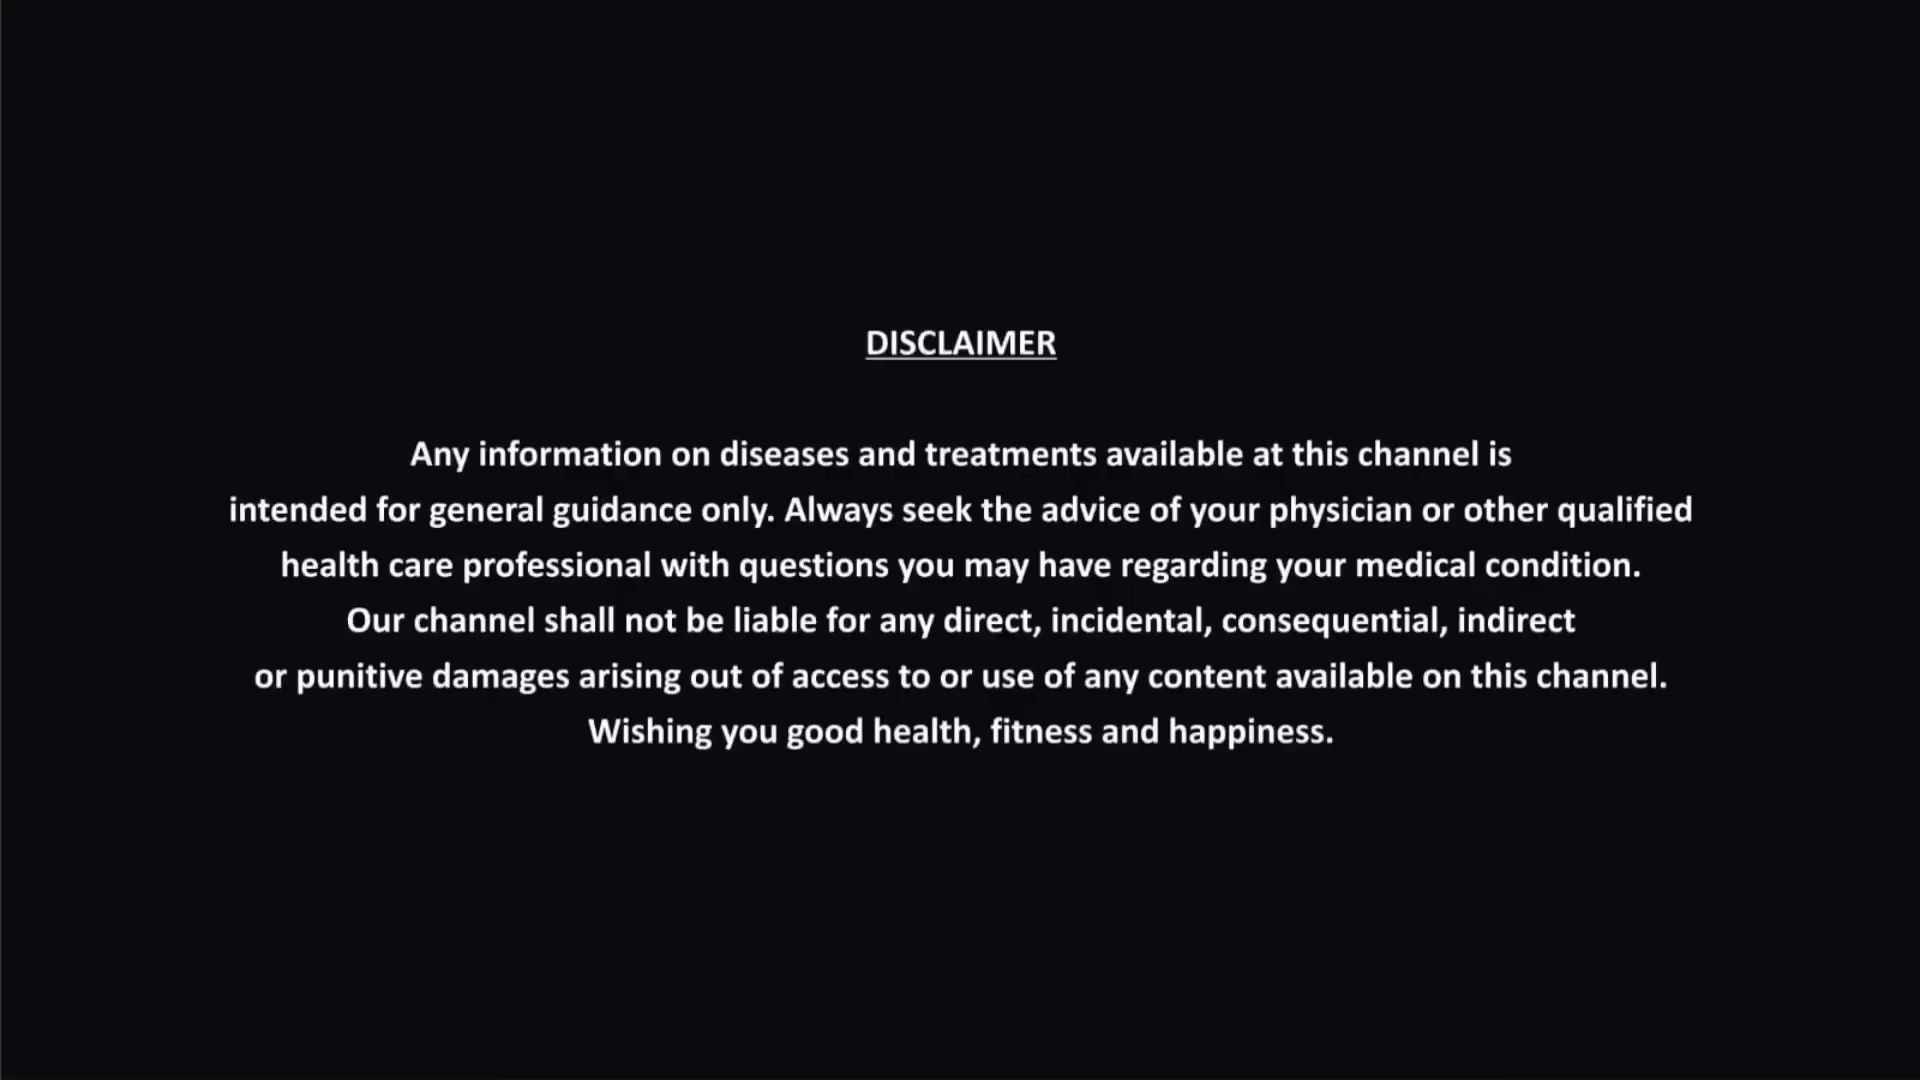 DISCLAIMER
Any information on diseases and treatments available at this channel is
intended for general guidance only. Always seek the advice of your physician or other qualified
health care professional with questions you may have regarding your medical condition.
Our channel shall not be liable for any direct, incidental, consequential, indirect
or punitive damages arising out of access to or use of any content available on this channel.
Wishing you good health, fitness and happiness.